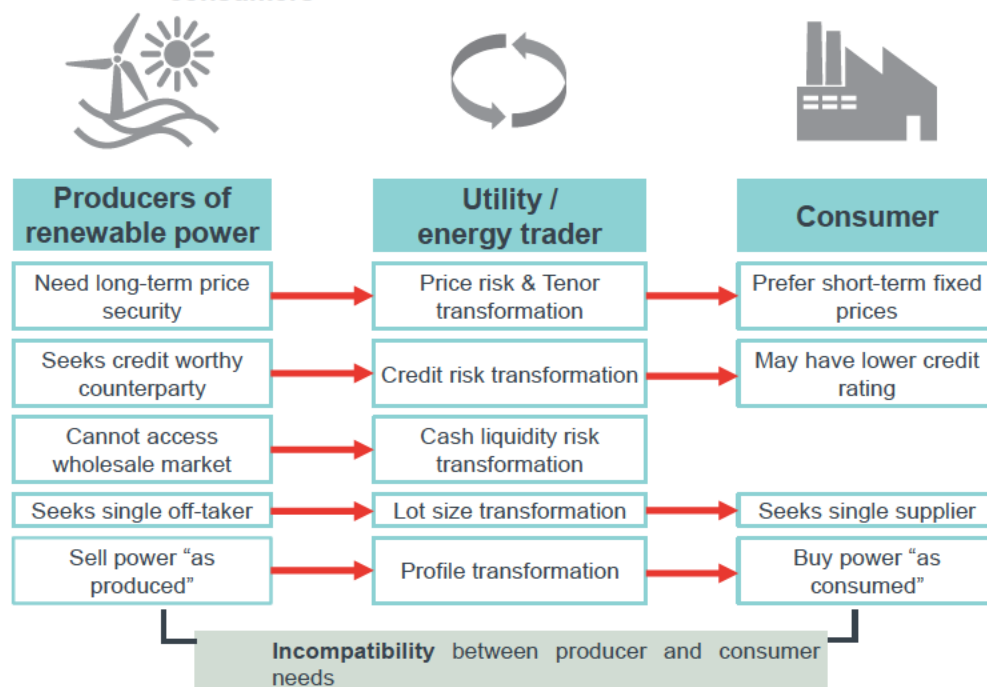 Producers of
renewable power
Utility /
energy trader
Consumer
Need long-term price
security
Price risk & Tenor
transformation
Prefer short-term fixed
prices
Seeks credit worthy
counterparty
Credit risk transformation
May have lower credit
rating
Cannot access
wholesale market
Cash liquidity risk
transformation
Seeks single off-taker
Lot size transformation
Seeks single supplier
Sell power “as
produced”
Profile transformation
Buy power “as
consumed”
Incompatibility between producer and consumer
needs